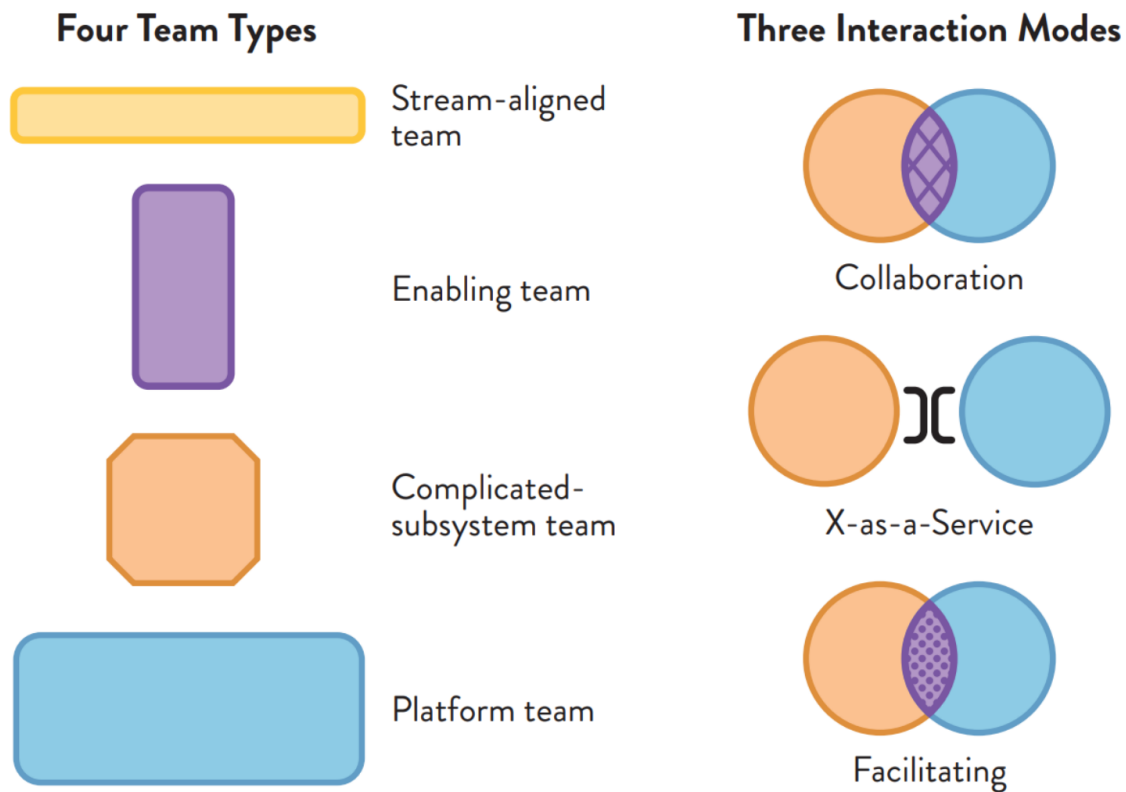 Four Team Types
Stream-aligned
team
Enabling team
Complicated-
subsystem team
Platform team
Three Interaction Modes
Collaboration
X-as-a-Service
Facilitating